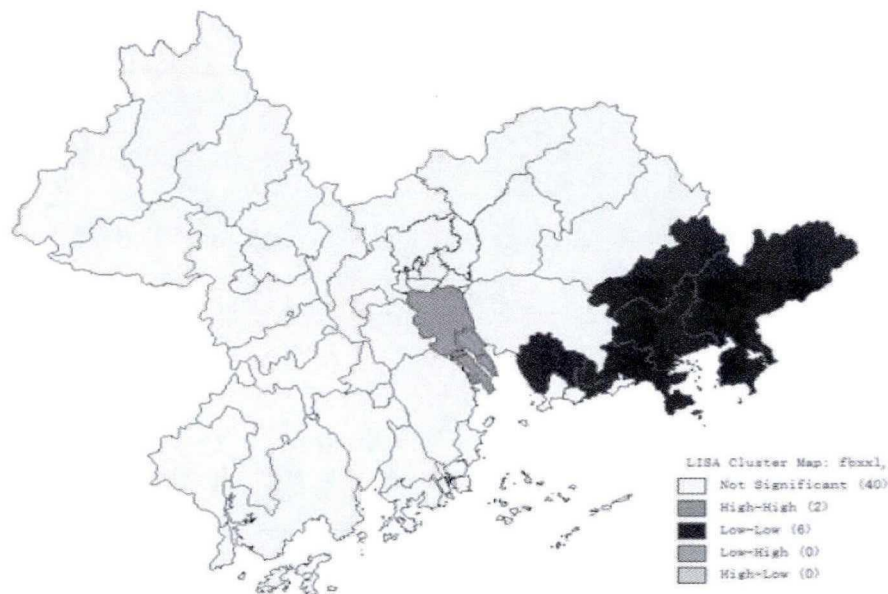 LISA Cluster Map: fbxxl,
Not Significant (40)
High-High (2)
Low-Low (6)
Low-High (0)
High-Low (0)